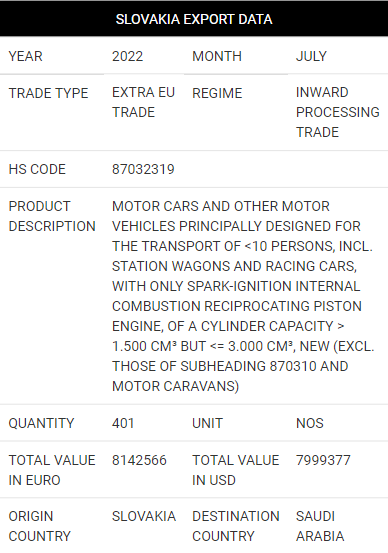 SLOVAKIA EXPORT DATA
YEAR 2022 MONTH JULY
TRADE TYPE EXTRA EU REGIME INWARD
TRADE PROCESSING
TRADE
HS CODE 87032319
PRODUCT MOTOR CARS AND OTHER MOTOR
DESCRIPTION VEHICLES PRINCIPALLY DESIGNED FOR
THE TRANSPORT OF <10 PERSONS, INCL.
STATION WAGONS AND RACING CARS,
WITH ONLY SPARK-IGNITION INTERNAL
COMBUSTION RECIPROCATING PISTON
ENGINE, OF A CYLINDER CAPACITY >
1.500 CM³ BUT <= 3.000 CM³, NEW (EXCL.
THOSE OF SUBHEADING 870310 AND
MOTOR CARAVANS)
QUANTITY 401 UNIT NOS
TOTAL VALUE 8142566 TOTAL VALUE 7999377
IN EURO IN USD
ORIGIN SLOVAKIA DESTINATION SAUDI
COUNTRY COUNTRY ARABIA